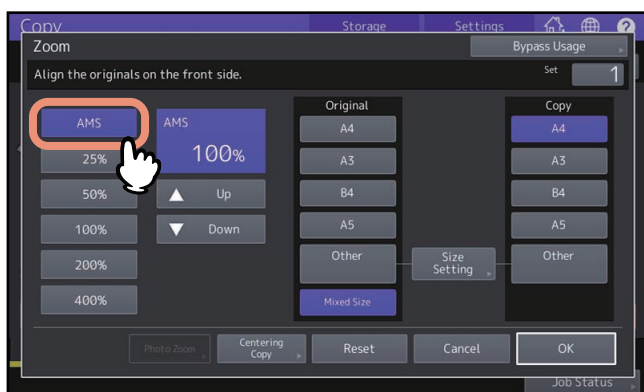 Copy
Storage
Settings
Zoom
Bypass Usage
Align the originals on the front side.
Set
1
AMS
25%
50%
100%
200%
400%
AMS
100%
Up
Down
Original
A4
A3
B4
A5
Other
Mixed Size
Size
Setting
Copy
A4
A3
B4
A5
Other
Photo Zoom
Centering
Copy
Reset
Cancel
OK
Job Status